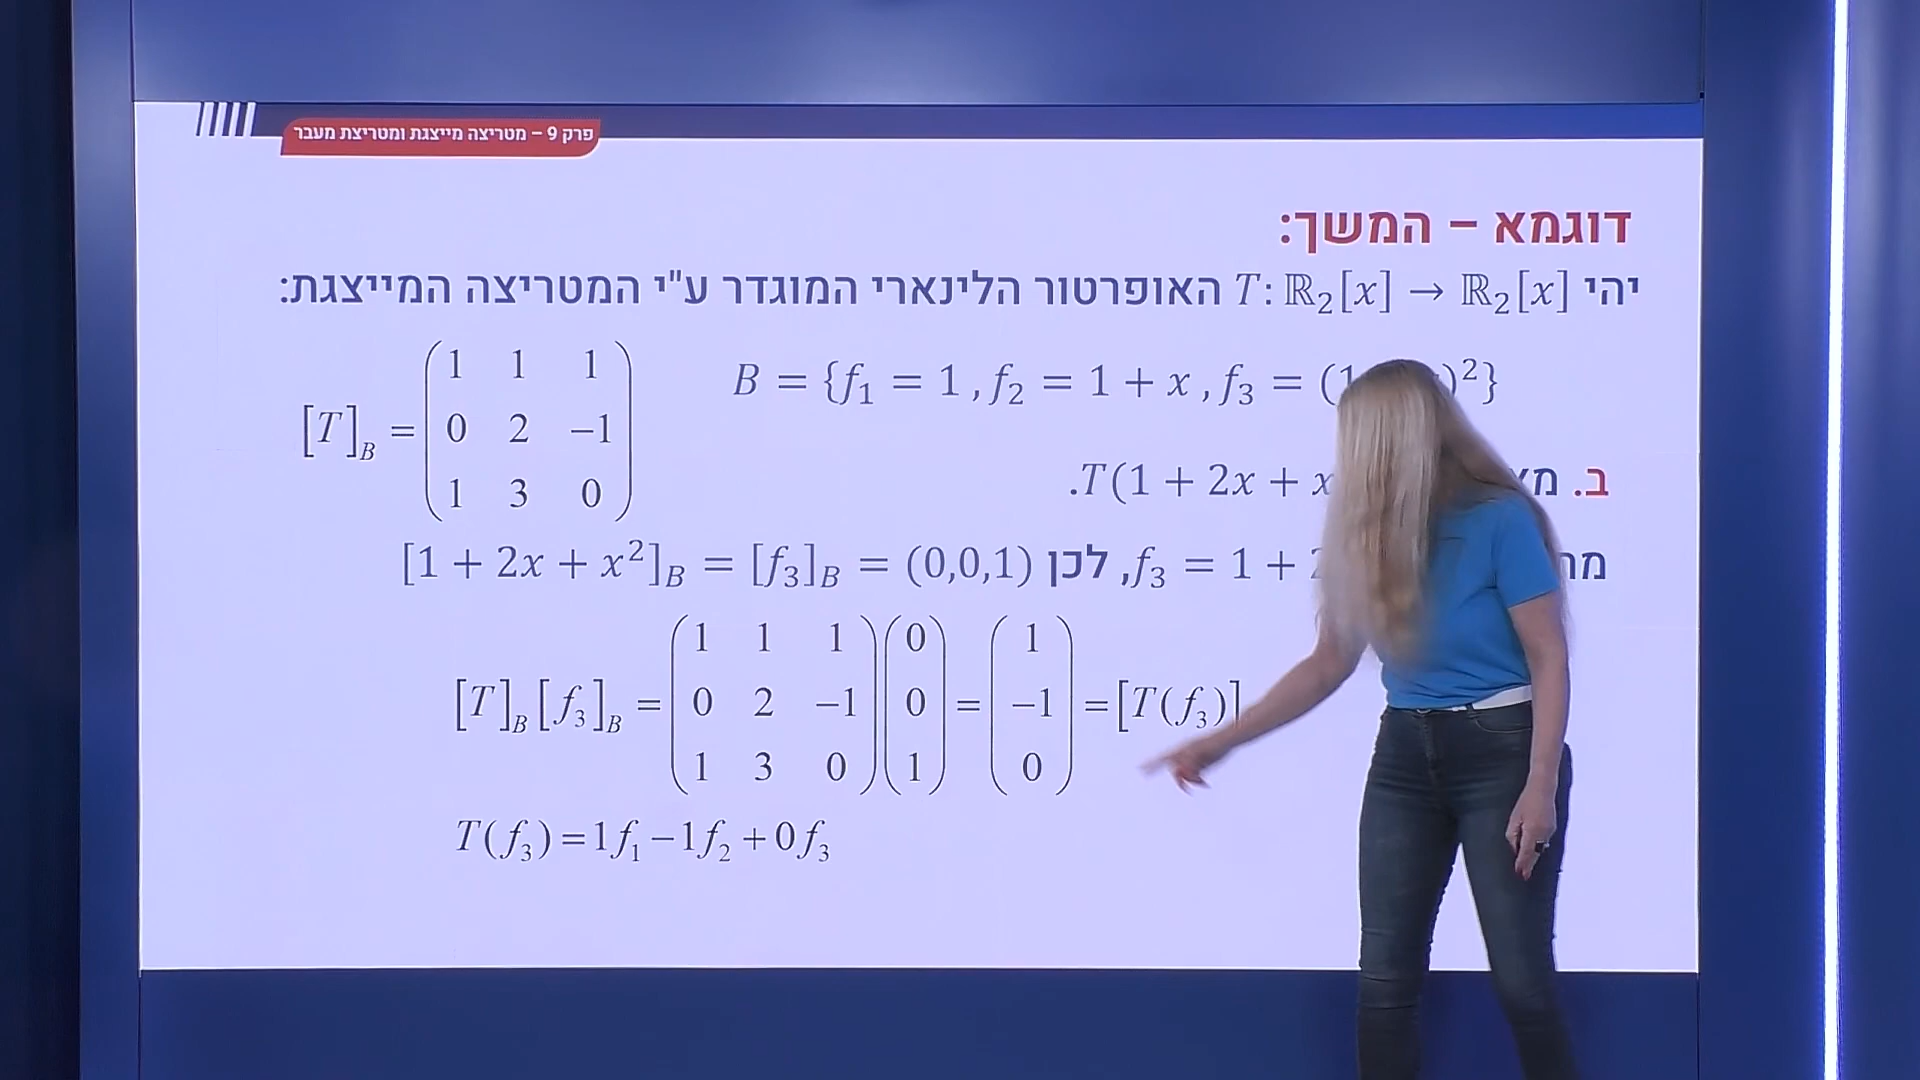 פרק 9 – מטריצה מייצגת ומטריצת מעבר
דוגמא – המשך:
יהי T: ℝ₂[x] → ℝ₂[x] האופרטור הלינארי המוגדר ע"י המטריצה המייצגת:
B = {f₁ = 1 , f₂ = 1 + x , f₃ = ( )²}
[T]_B = (1 1 1; 0 2 −1; 1 3 0)
ב. T(1 + 2x + x.
f₃ = 1 + , לכן [1 + 2x + x²]_B = [f₃]_B = (0,0,1)
[T]_B [f₃]_B = (1 1 1; 0 2 −1; 1 3 0)(0; 0; 1) = (1; −1; 0) = [T(f₃)]
T(f₃) = 1f₁ − 1f₂ + 0f₃